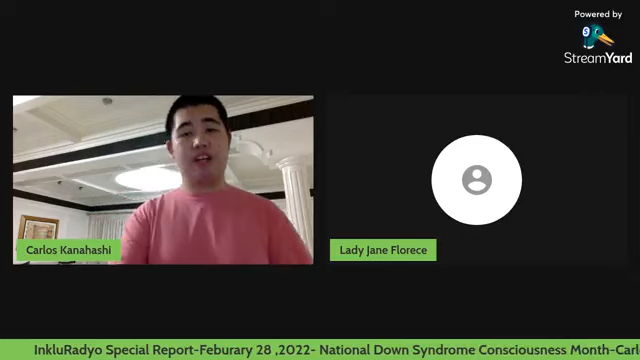 Powered by
StreamYard
Carlos Kanahashi
Lady Jane Florece
InkluRadyo Special Report-Feburary 28 ,2022- National Down Syndrome Consciousness Month-Carl